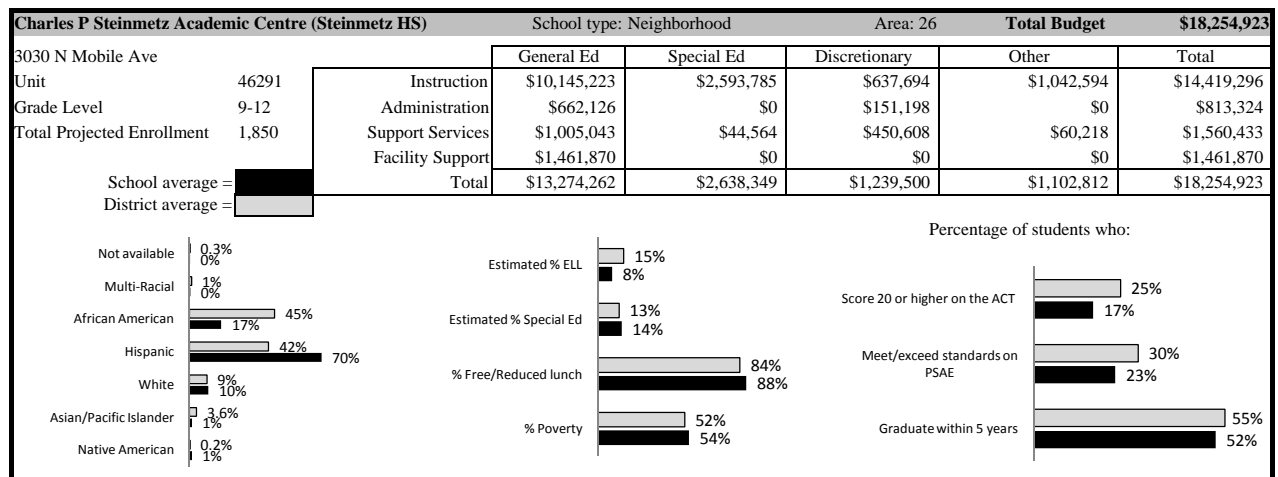 Charles P Steinmetz Academic Centre (Steinmetz HS) School type: Neighborhood Area: 26 Total Budget $18,254,923
3030 N Mobile Ave General Ed Special Ed Discretionary Other Total
Unit 46291 Instruction $10,145,223 $2,593,785 $637,694 $1,042,594 $14,419,296
Grade Level 9-12 Administration $662,126 $0 $151,198 $0 $813,324
Total Projected Enrollment 1,850 Support Services $1,005,043 $44,564 $450,608 $60,218 $1,560,433
Facility Support $1,461,870 $0 $0 $0 $1,461,870
School average = Total $13,274,262 $2,638,349 $1,239,500 $1,102,812 $18,254,923
District average =
Not available 0.3%
0%
Multi-Racial 1%
0%
African American 45%
17%
Hispanic 42%
70%
White 9%
10%
Asian/Pacific Islander 3.6%
1%
Native American 0.2%
1%
Estimated % ELL 15%
8%
Estimated % Special Ed 13%
14%
% Free/Reduced lunch 84%
88%
% Poverty 52%
54%
Percentage of students who:
Score 20 or higher on the ACT 25%
17%
Meet/exceed standards on
PSAE
30%
23%
Graduate within 5 years 55%
52%